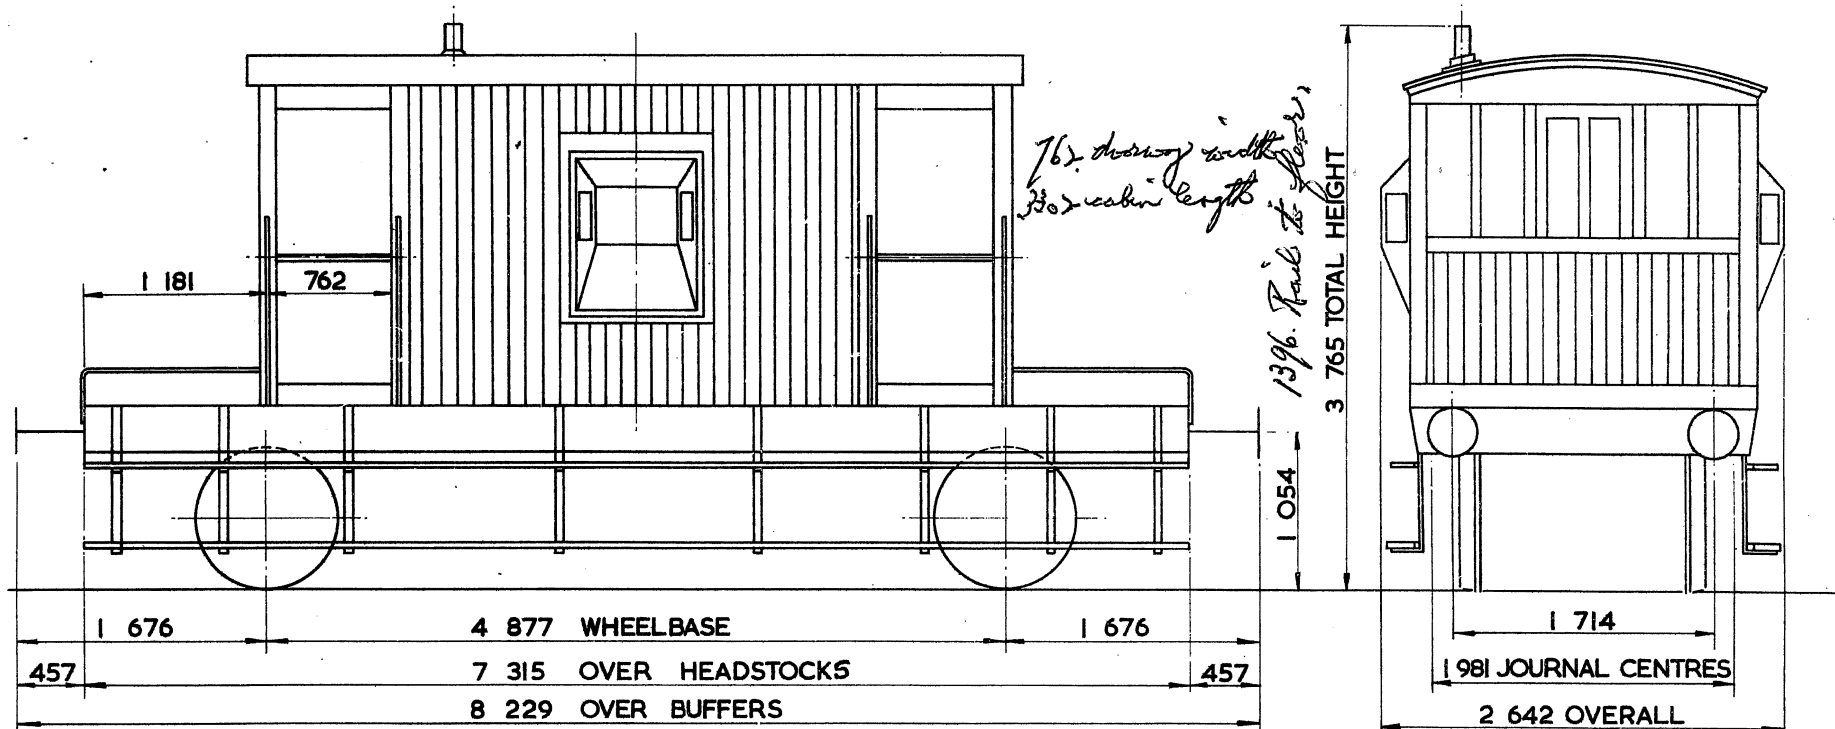 762 doorway width
3302 cabin length
1396. Rail to floor,
3 765 TOTAL HEIGHT
1 181
762
1 054
1 676
4 877 WHEELBASE
1 676
1 714
457
7 315 OVER HEADSTOCKS
457
1 981 JOURNAL CENTRES
8 229 OVER BUFFERS
2 642 OVERALL